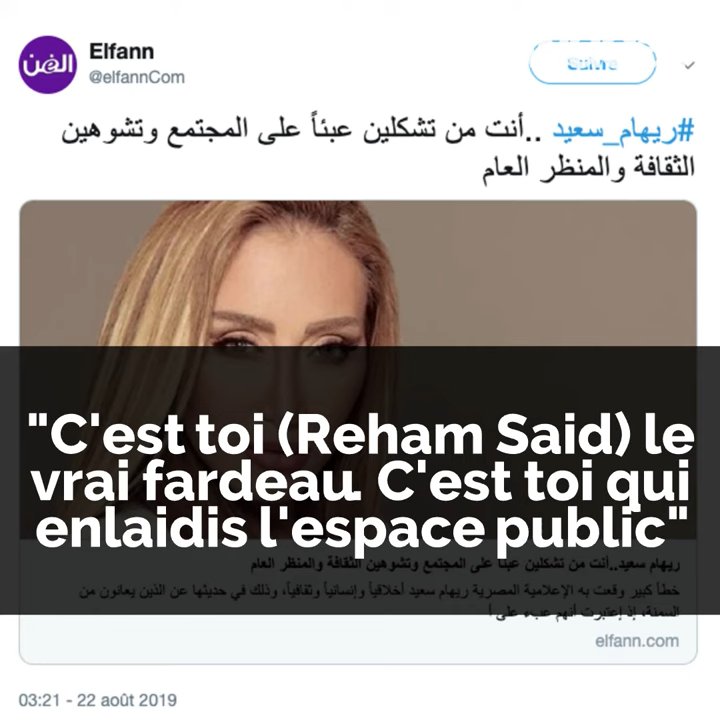 الفن
Elfann
@elfannCom
#ريهام_سعيد ..أنت من تشكلين عبئاً على المجتمع وتشوهين
الثقافة والمنظر العام
"C'est toi (Reham Said) le
vrai fardeau. C'est toi qui
enlaidis l'espace public"
ريهام سعيد..أنت من تشكلين عبئاً على المجتمع وتشوهين الثقافة والمنظر العام
خطأ كبير وقعت به الإعلامية المصرية ريهام سعيد أخلاقياً وإنسانياً وثقافياً، وذلك في حديثها عن الذين يعانون من
السمنة، إذ إعتبرت أنهم عبء على ا
elfann.com
03:21 - 22 août 2019